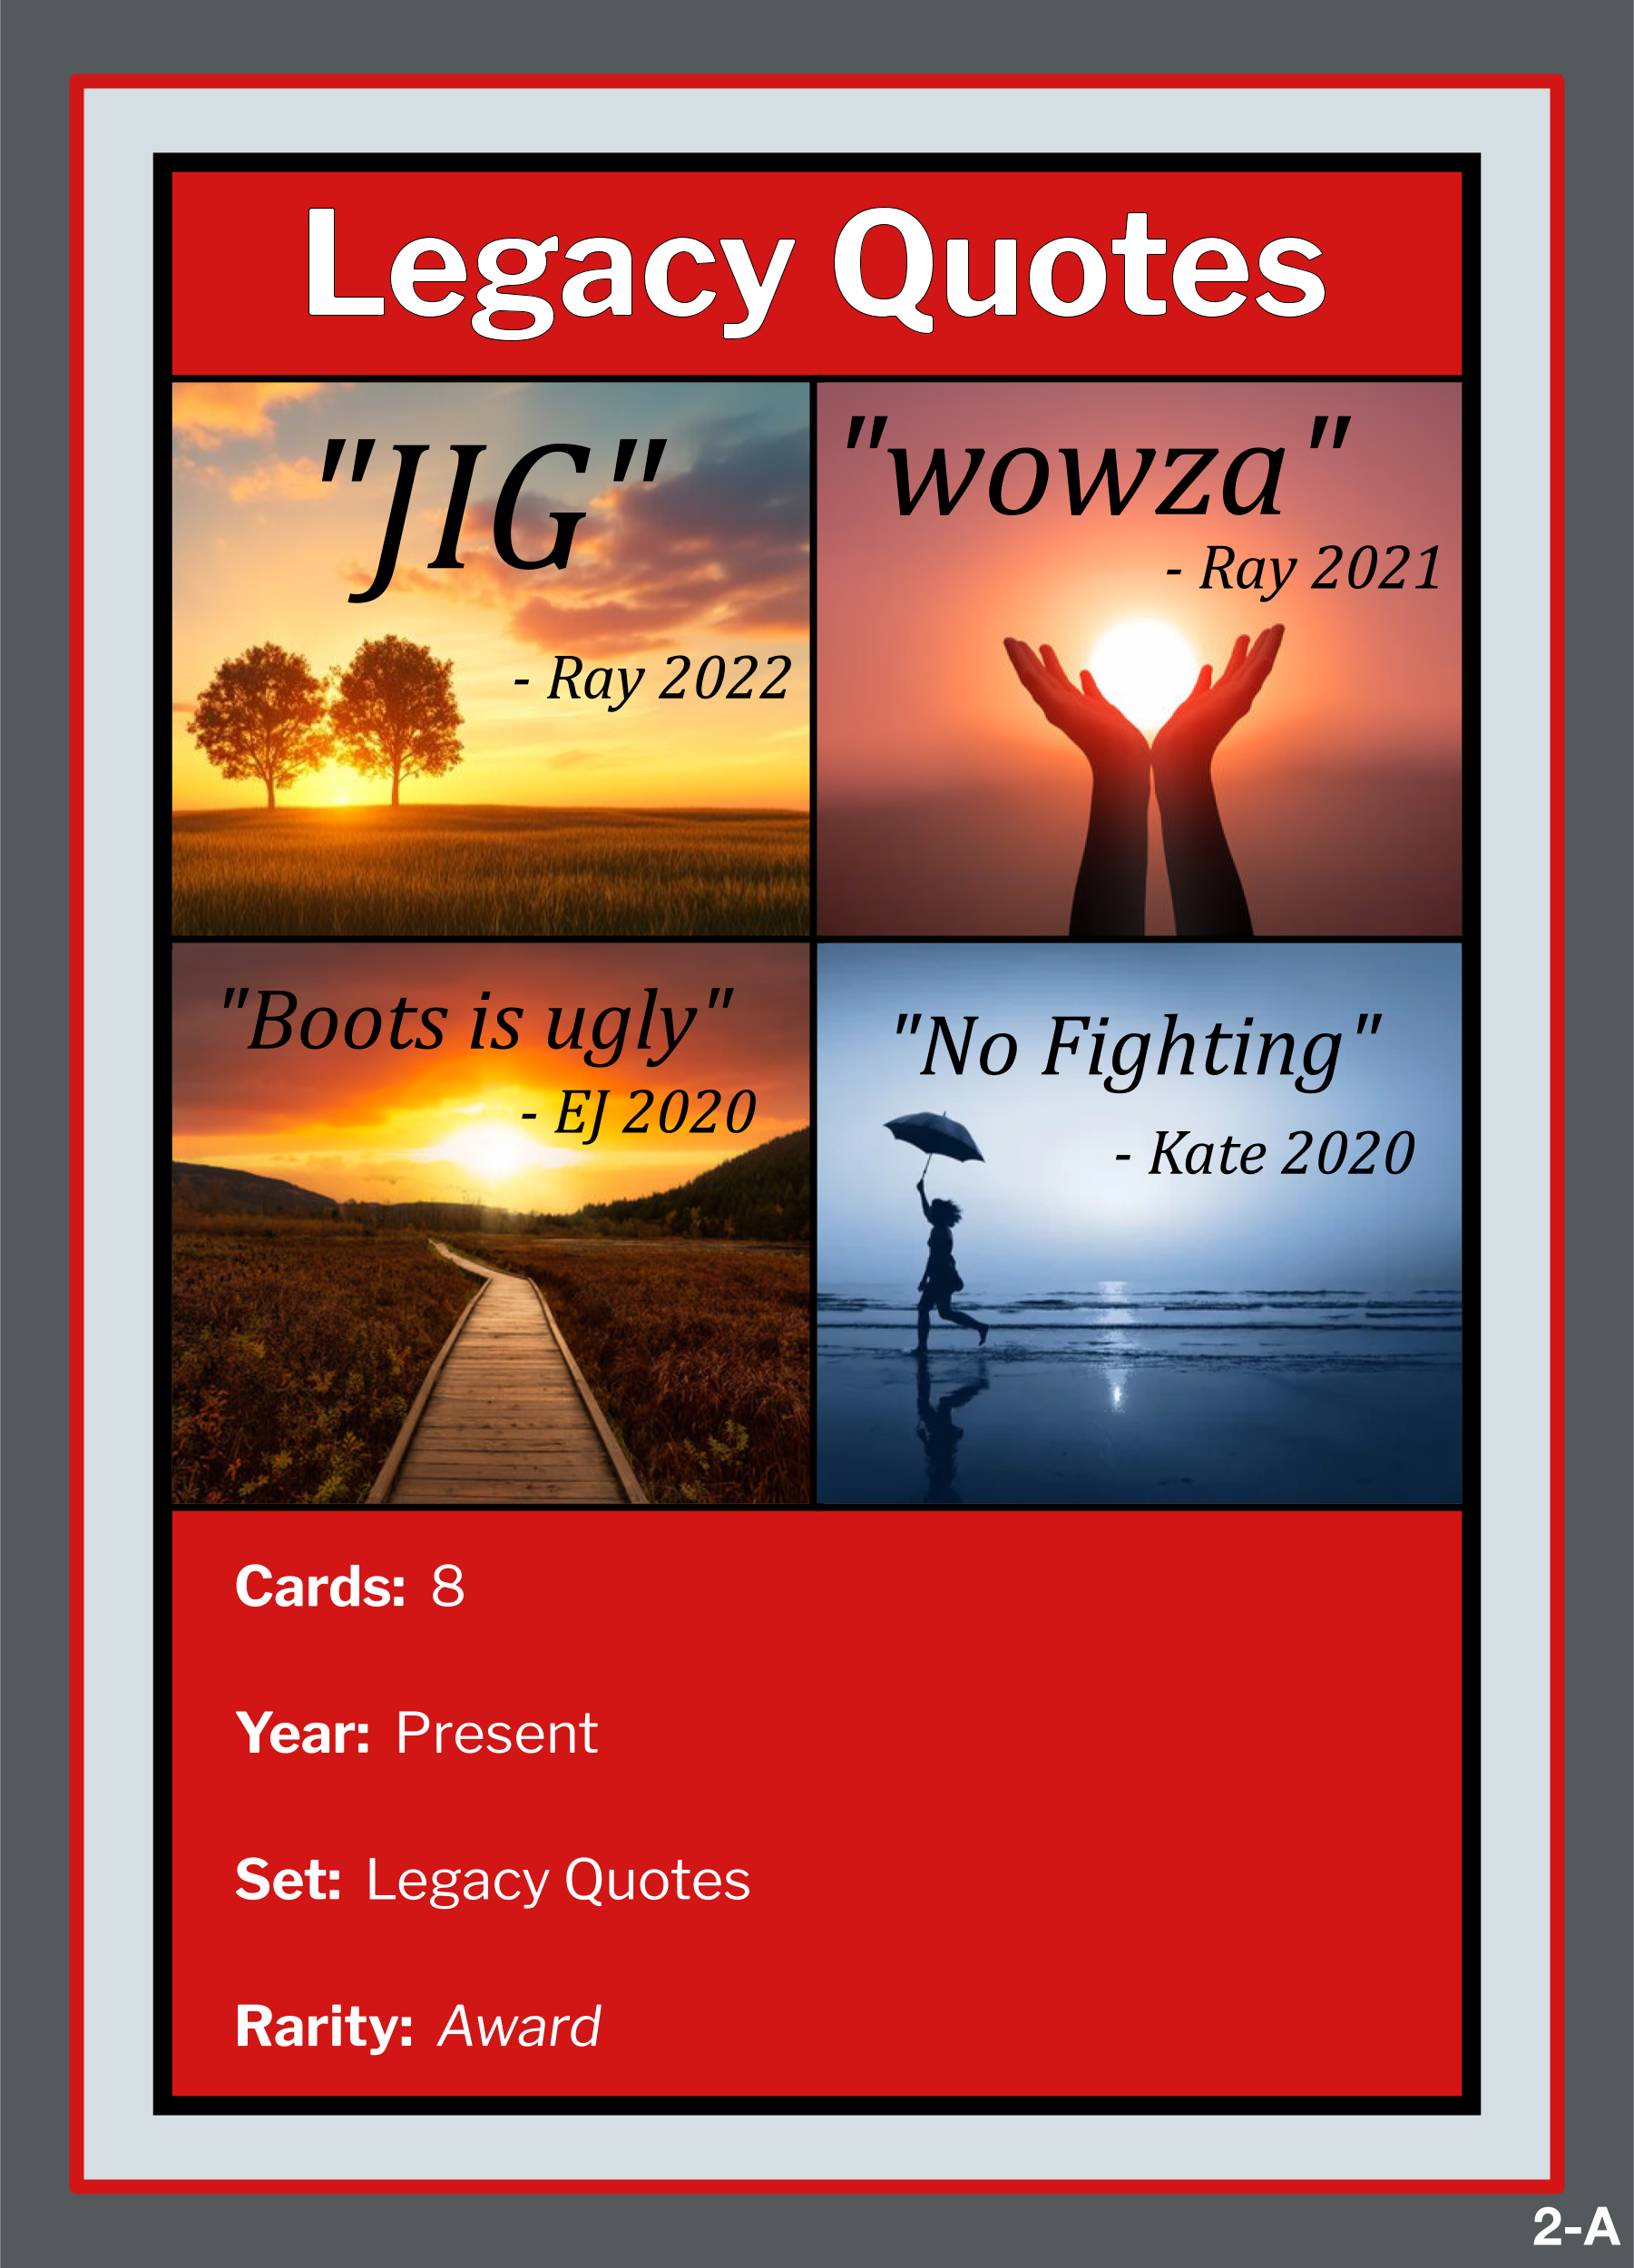 Legacy Quotes
"JIG"
- Ray 2022
"wowza"
- Ray 2021
"Boots is ugly"
- EJ 2020
"No Fighting"
- Kate 2020
Cards: 8
Year: Present
Set: Legacy Quotes
Rarity: Award
2-A